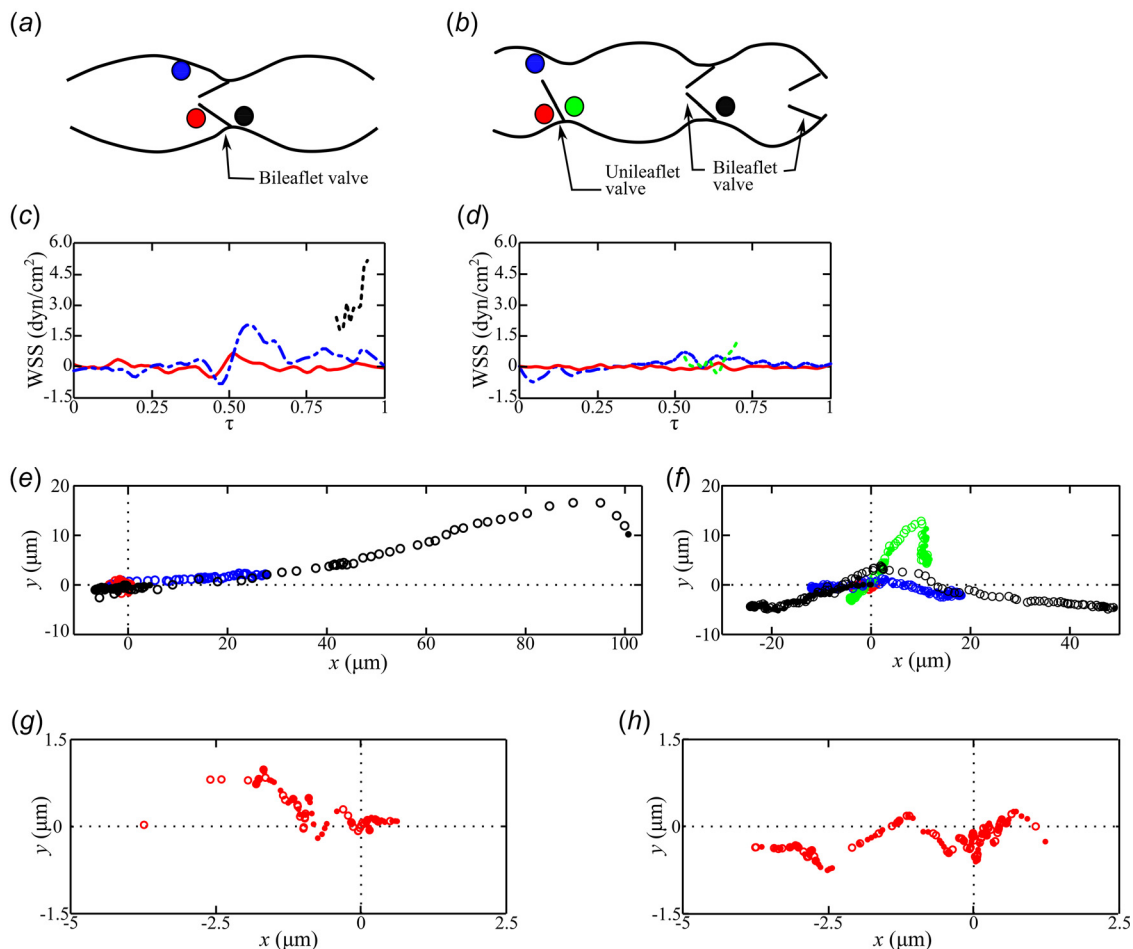 (a)
Bileaflet valve
(b)
Unileaflet
valve
Bileaflet
valve
(c)
WSS (dyn/cm²)
6.0
4.5
3.0
1.5
0
-1.5
0
0.25
0.50
0.75
1
τ
(d)
WSS (dyn/cm²)
6.0
4.5
3.0
1.5
0
-1.5
0
0.25
0.50
0.75
1
τ
(e)
y (μm)
20
10
0
-10
0
20
40
60
80
100
x (μm)
(f)
y (μm)
20
10
0
-10
-20
0
20
40
x (μm)
(g)
y (μm)
1.5
0
-1.5
-5
-2.5
0
2.5
x (μm)
(h)
y (μm)
1.5
0
-1.5
-5
-2.5
0
2.5
x (μm)